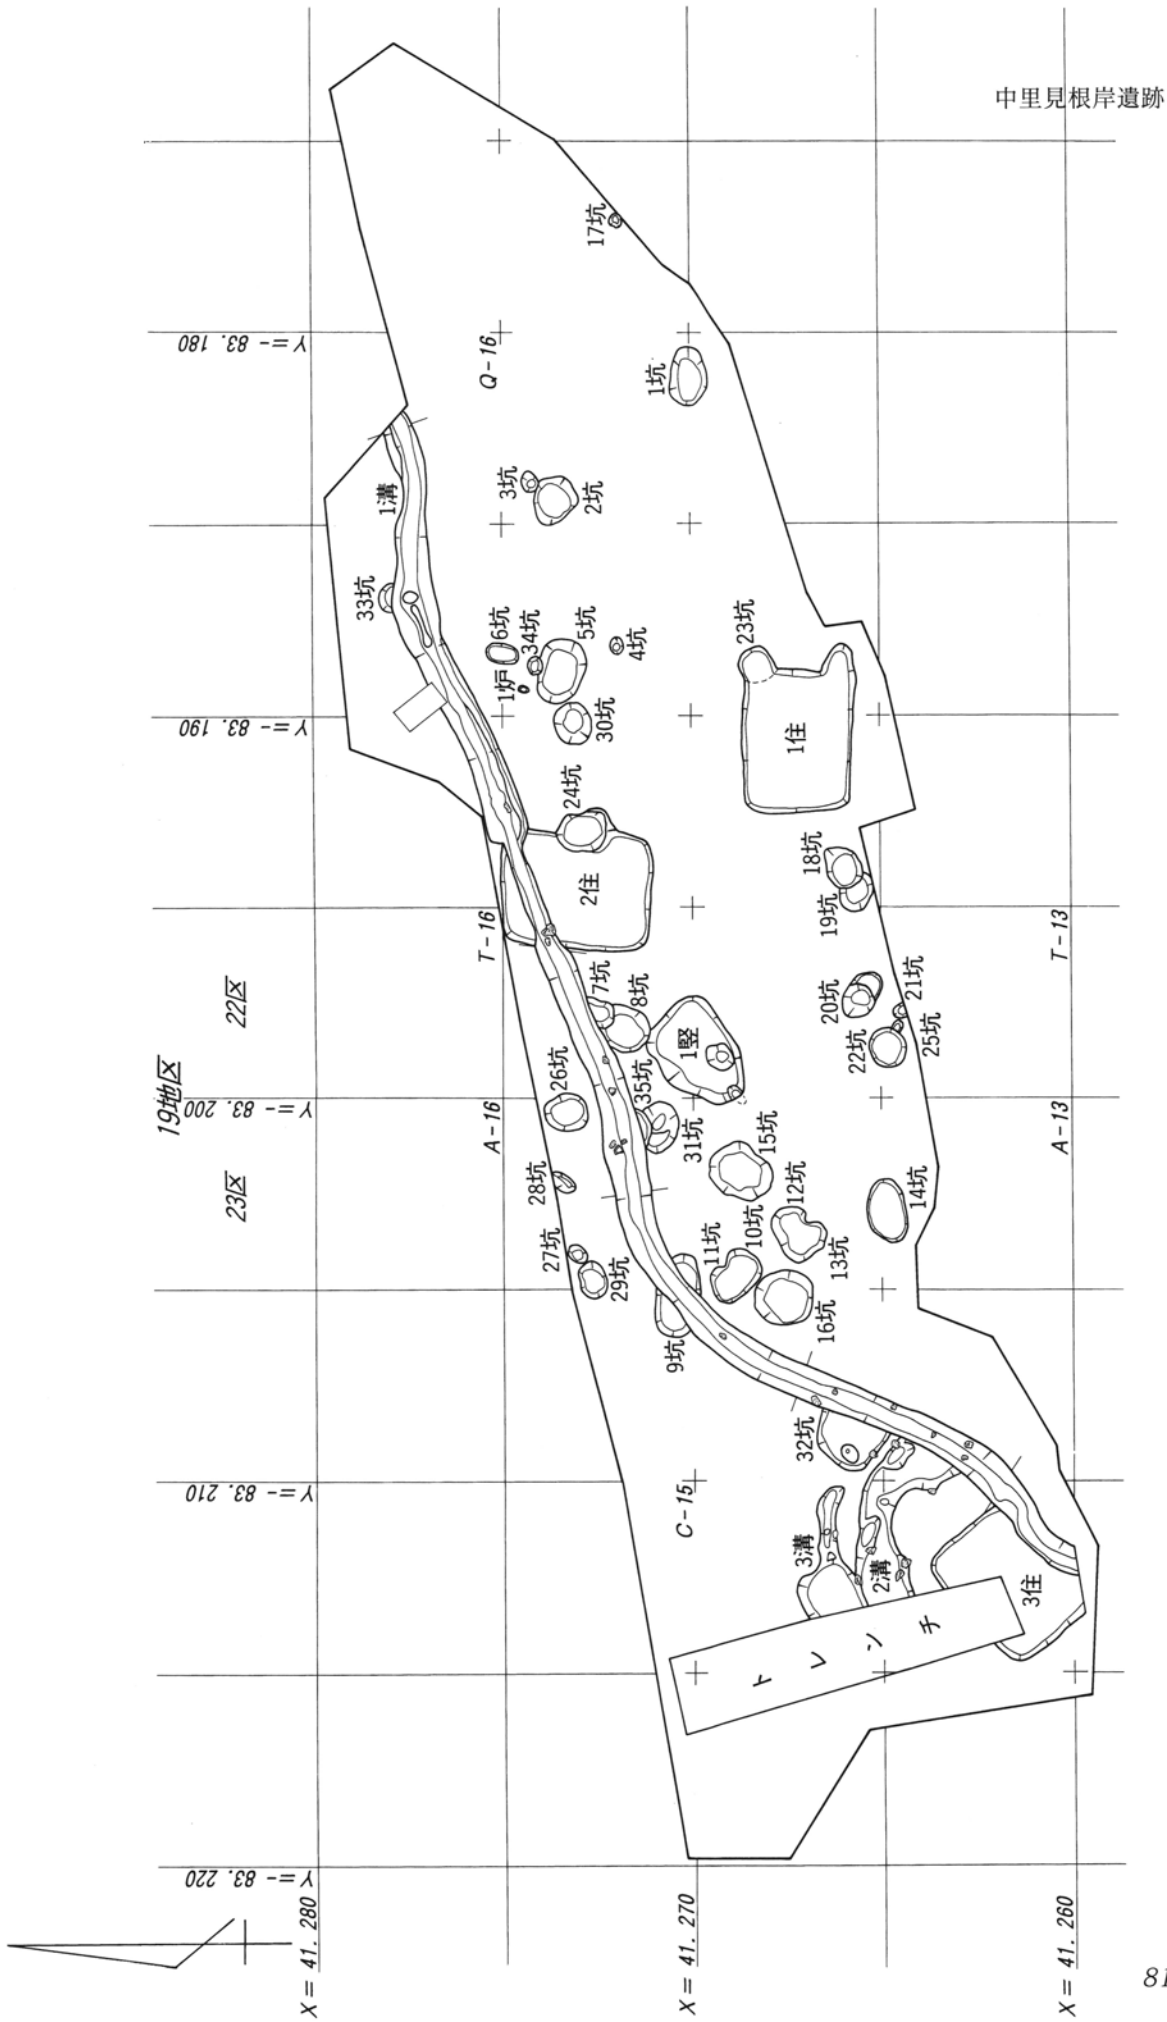 中里見根岸遺跡
17坑
Y=- 83. 180
Q-16
1坑
3坑
2坑
1溝
33坑
6坑
34坑
5坑
4坑
1炉
30坑
23坑
1住
Y=- 83. 190
24坑
2住
18坑
19坑
T-16
T-13
22区
7坑
8坑
20坑
21坑
22坑
25坑
1竪
19地区
26坑
35坑
31坑
Y=- 83. 200
A-16
A-13
23区
28坑
15坑
12坑
14坑
27坑
29坑
11坑
10坑
13坑
16坑
9坑
32坑
Y=- 83. 210
C-15
3溝
2溝
3住
トレンチ
Y=- 83. 220
X= 41. 280
X= 41. 270
X= 41. 260
81